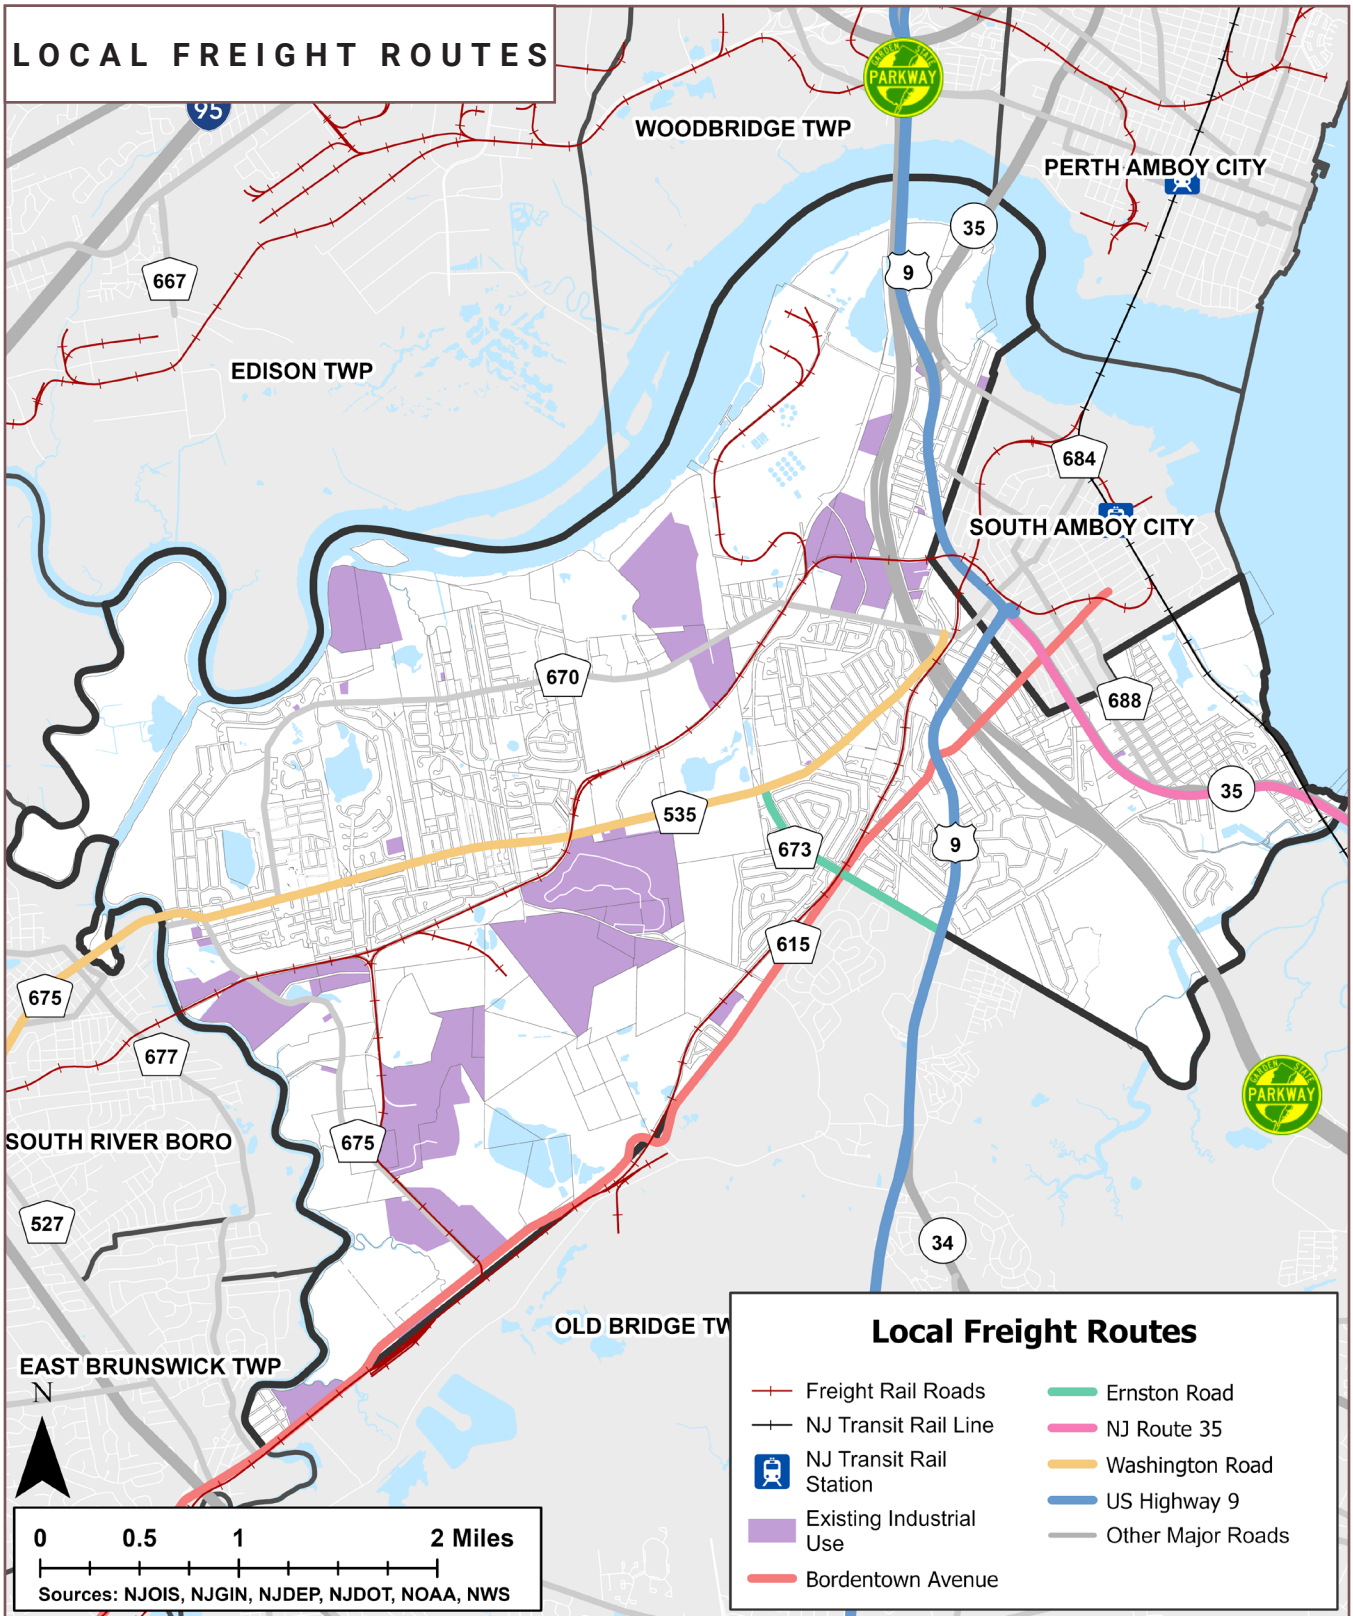 LOCAL FREIGHT ROUTES
95
GARDEN STATE
PARKWAY
WOODBRIDGE TWP
PERTH AMBOY CITY
35
9
667
EDISON TWP
684
SOUTH AMBOY CITY
670
688
35
535
673
9
615
675
677
GARDEN STATE
PARKWAY
SOUTH RIVER BORO
675
527
34
OLD BRIDGE TW
EAST BRUNSWICK TWP
N
0 0.5 1 2 Miles
Sources: NJOIS, NJGIN, NJDEP, NJDOT, NOAA, NWS
Local Freight Routes
Freight Rail Roads
NJ Transit Rail Line
NJ Transit Rail
Station
Existing Industrial
Use
Bordentown Avenue
Ernston Road
NJ Route 35
Washington Road
US Highway 9
Other Major Roads